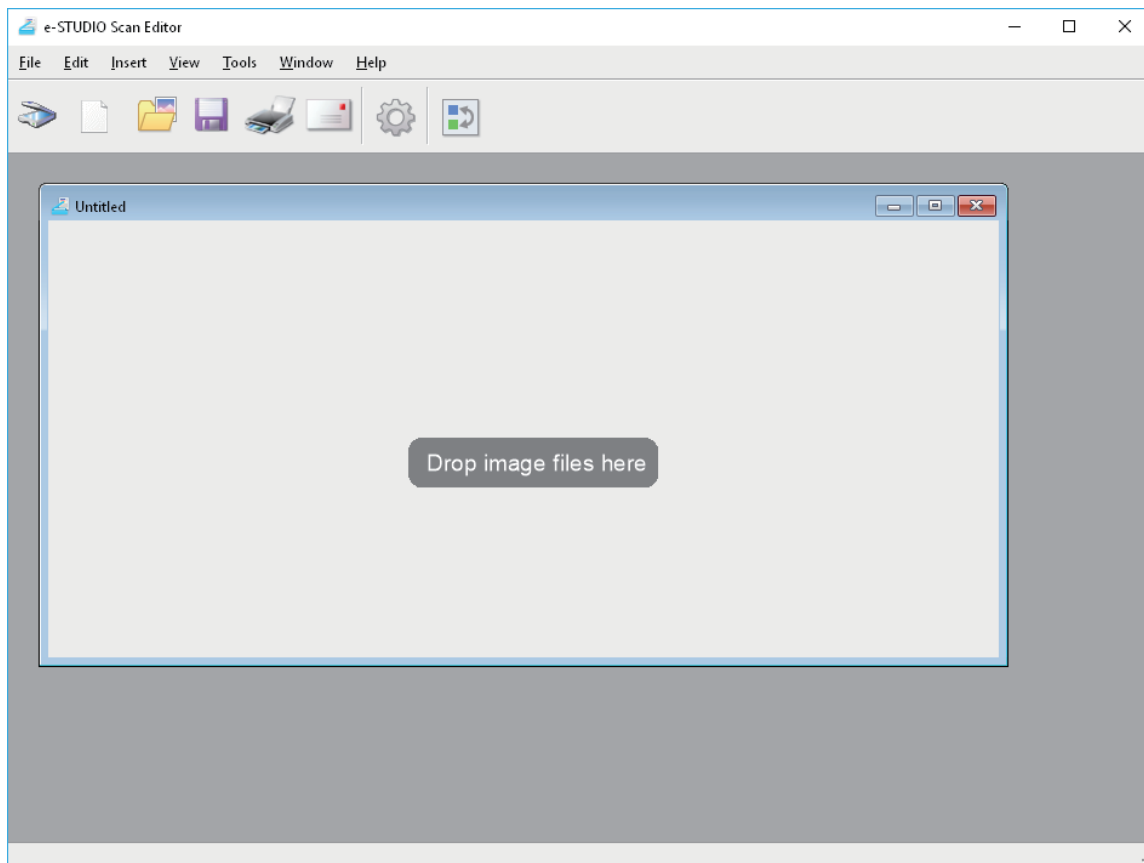 e-STUDIO Scan Editor
File Edit Insert View Tools Window Help
Untitled
Drop image files here